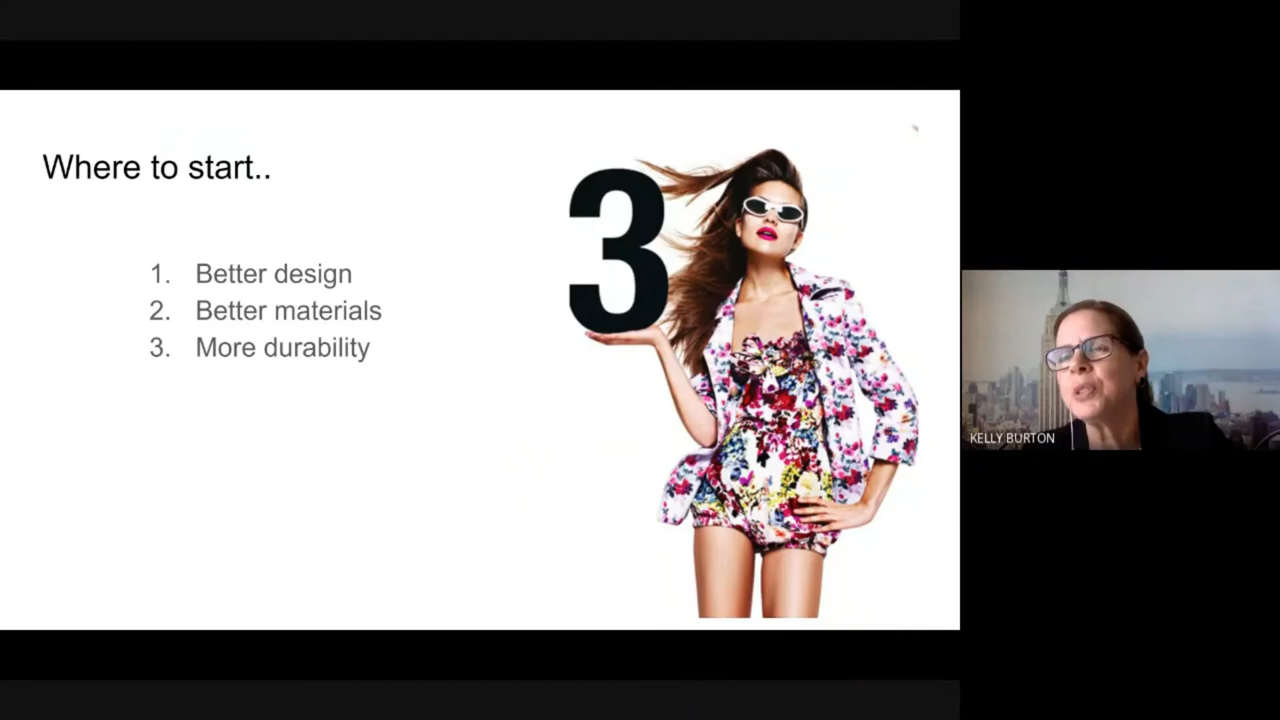 Where to start..
3
1. Better design
2. Better materials
3. More durability
KELLY BURTON